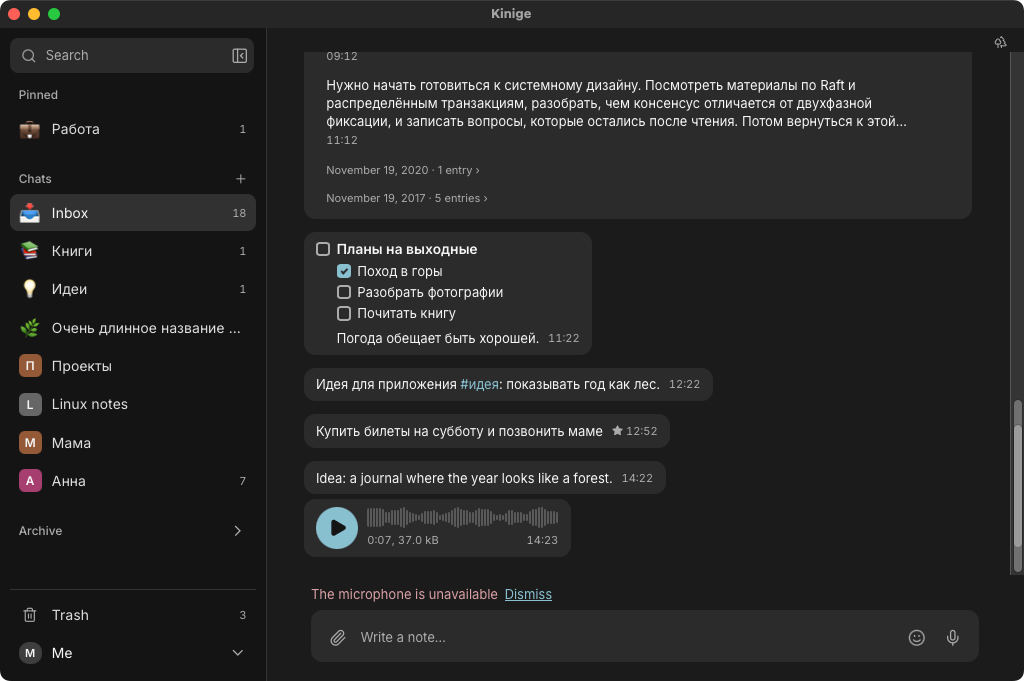 Kinige
Search
Pinned
Работа 1
Chats
Inbox 18
Книги 1
Идеи 1
Очень длинное название ...
П Проекты
L Linux notes
М Мама
А Анна 7
Archive
Trash 3
M Me
09:12
Нужно начать готовиться к системному дизайну. Посмотреть материалы по Raft и
распределённым транзакциям, разобрать, чем консенсус отличается от двухфазной
фиксации, и записать вопросы, которые остались после чтения. Потом вернуться к этой...
11:12
November 19, 2020 · 1 entry ›
November 19, 2017 · 5 entries ›
Планы на выходные
Поход в горы
Разобрать фотографии
Почитать книгу
Погода обещает быть хорошей. 11:22
Идея для приложения #идея: показывать год как лес. 12:22
Купить билеты на субботу и позвонить маме 12:52
Idea: a journal where the year looks like a forest. 14:22
0:07, 37.0 kB 14:23
The microphone is unavailable Dismiss
Write a note...